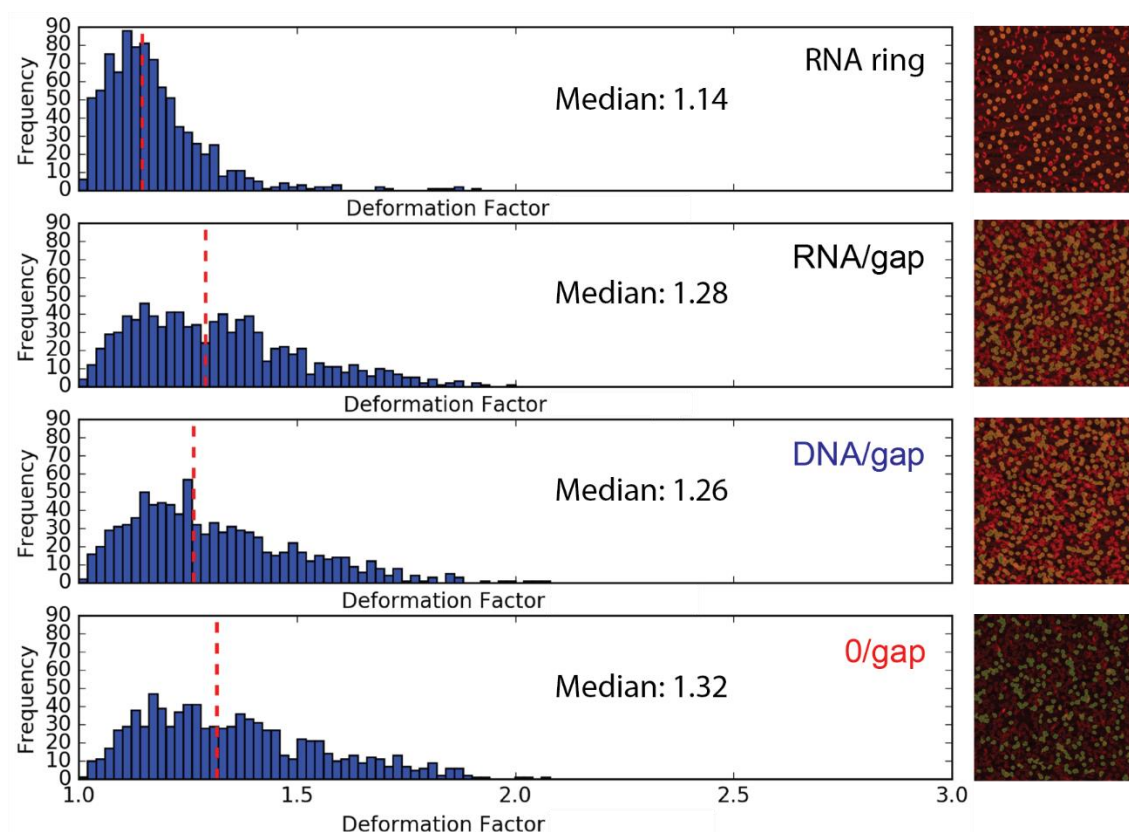 90
80
70
60
50
40
30
20
10
0
Frequency
RNA ring
Median: 1.14
Deformation Factor
90
80
70
60
50
40
30
20
10
0
Frequency
RNA/gap
Median: 1.28
Deformation Factor
90
80
70
60
50
40
30
20
10
0
Frequency
DNA/gap
Median: 1.26
Deformation Factor
90
80
70
60
50
40
30
20
10
0
Frequency
0/gap
Median: 1.32
1.0 1.5 2.0 2.5 3.0
Deformation Factor